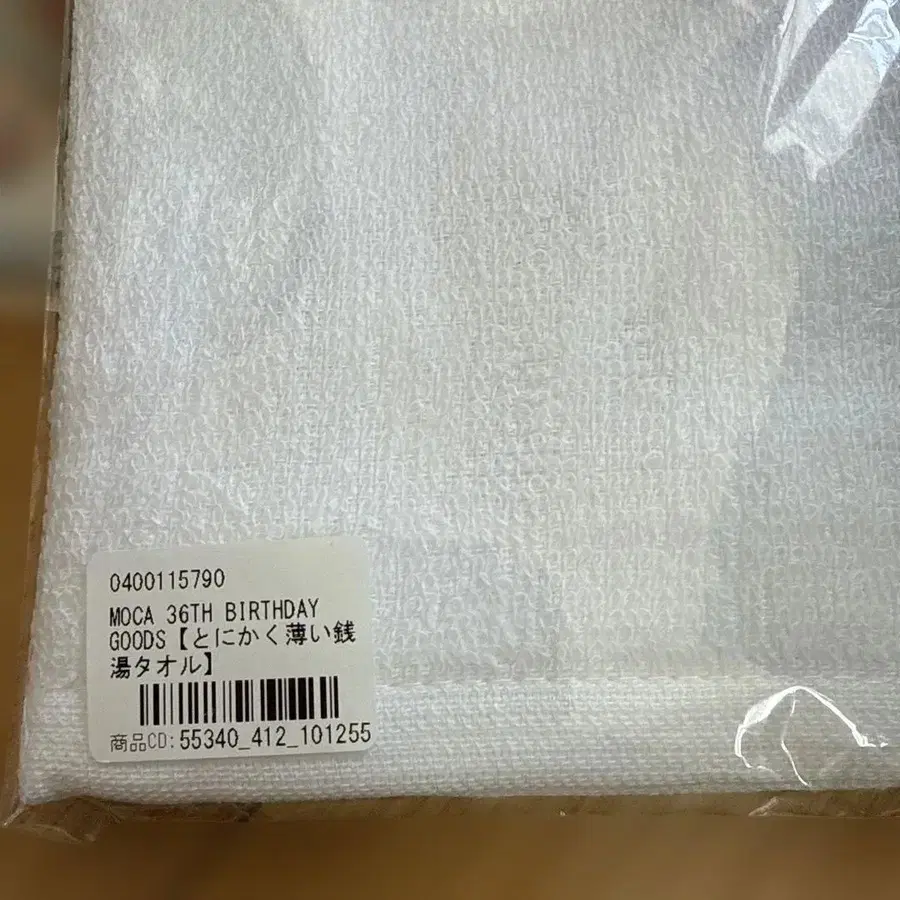 0400115790
MOCA 36TH BIRTHDAY
GOODS【とにかく薄い銭
湯タオル】
商品CD:55340_412_101255